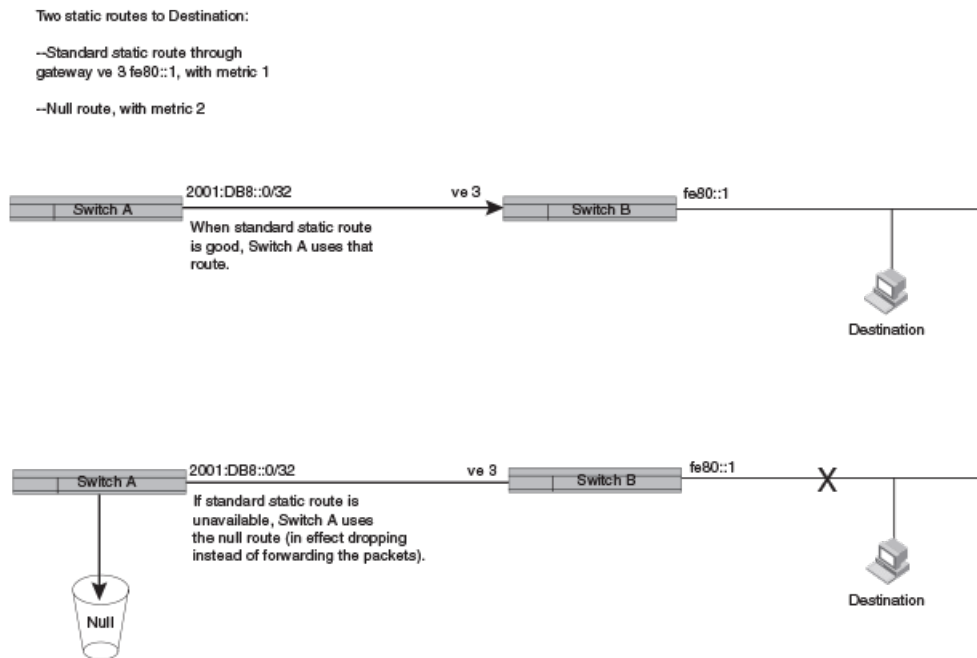 Two static routes to Destination:
--Standard static route through
gateway ve 3 fe80::1, with metric 1
--Null route, with metric 2
2001:DB8::0/32
ve 3
fe80::1
Switch A
Switch B
When standard static route
is good, Switch A uses that
route.
Destination
2001:DB8::0/32
ve 3
fe80::1
Switch A
Switch B
X
If standard static route is
unavailable, Switch A uses
the null route (in effect dropping
instead of forwarding the packets).
Destination
Null